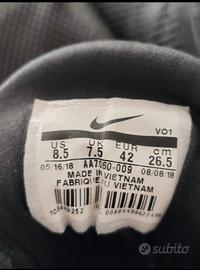 VO1
US UK EUR cm
8.5 7.5 42 26.5
05/16/18 AA7060-009 08/08/18
MADE IN VIETNAM
FABRIQUÉ AU VIETNAM
subito